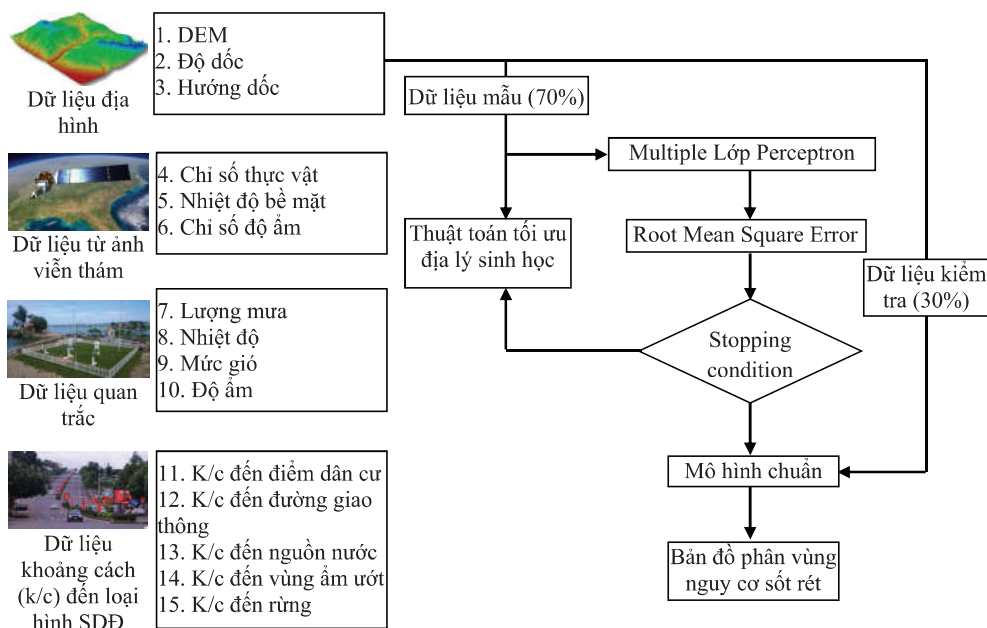 1. DEM
2. Độ dốc
3. Hướng dốc
Dữ liệu địa
hình
4. Chỉ số thực vật
5. Nhiệt độ bề mặt
6. Chỉ số độ ẩm
Dữ liệu từ ảnh
viễn thám
7. Lượng mưa
8. Nhiệt độ
9. Mức gió
10. Độ ẩm
Dữ liệu quan
trắc
11. K/c đến điểm dân cư
12. K/c đến đường giao
thông
13. K/c đến nguồn nước
14. K/c đến vùng ẩm ướt
15. K/c đến rừng
Dữ liệu
khoảng cách
(k/c) đến loại
hình SDĐ
Dữ liệu mẫu (70%)
Multiple Lớp Perceptron
Thuật toán tối ưu
địa lý sinh học
Root Mean Square Error
Dữ liệu kiểm
tra (30%)
Stopping
condition
Mô hình chuẩn
Bản đồ phân vùng
nguy cơ sốt rét